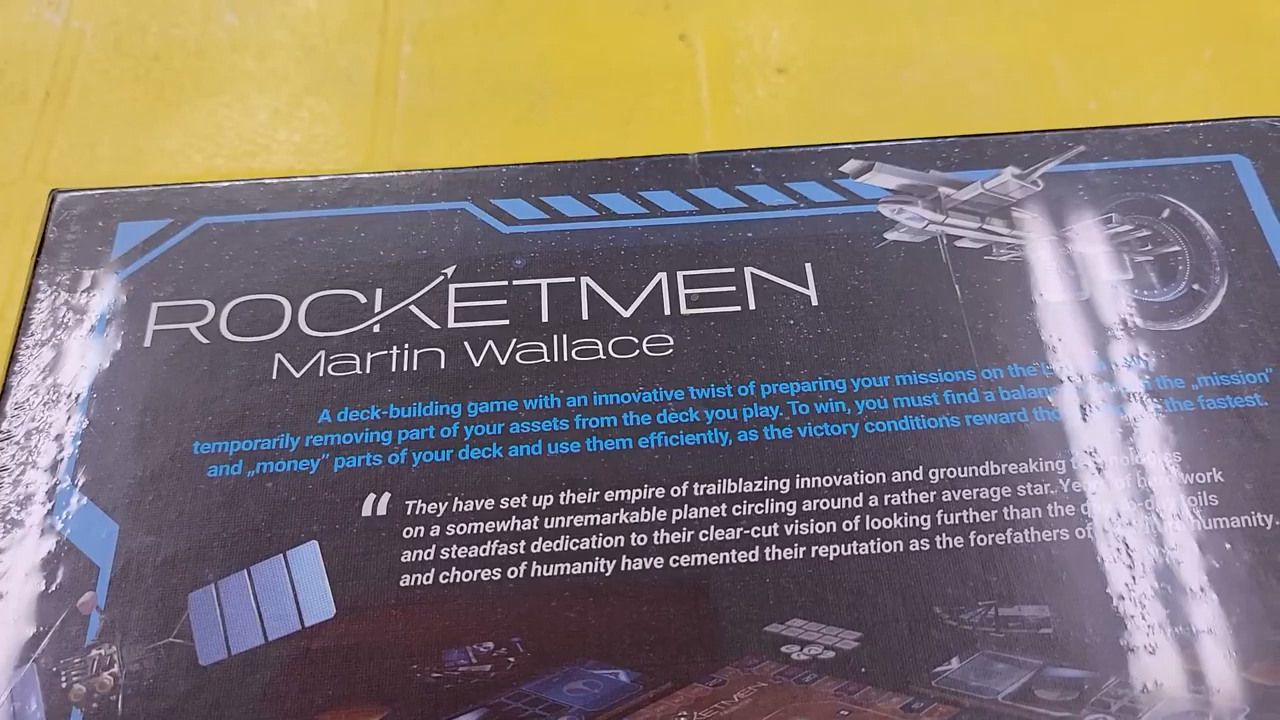 ROCKETMEN
Martin Wallace
A deck-building game with an innovative twist of preparing your missions on the
temporarily removing part of your assets from the deck you play. To win, you must find a balance the „mission”
and „money” parts of your deck and use them efficiently, as the victory conditions reward the fastest.
“ They have set up their empire of trailblazing innovation and groundbreaking technologies
on a somewhat unremarkable planet circling around a rather average star. Years of hard work
and steadfast dedication to their clear-cut vision of looking further than the day-to-day toils
and chores of humanity have cemented their reputation as the forefathers of humanity.